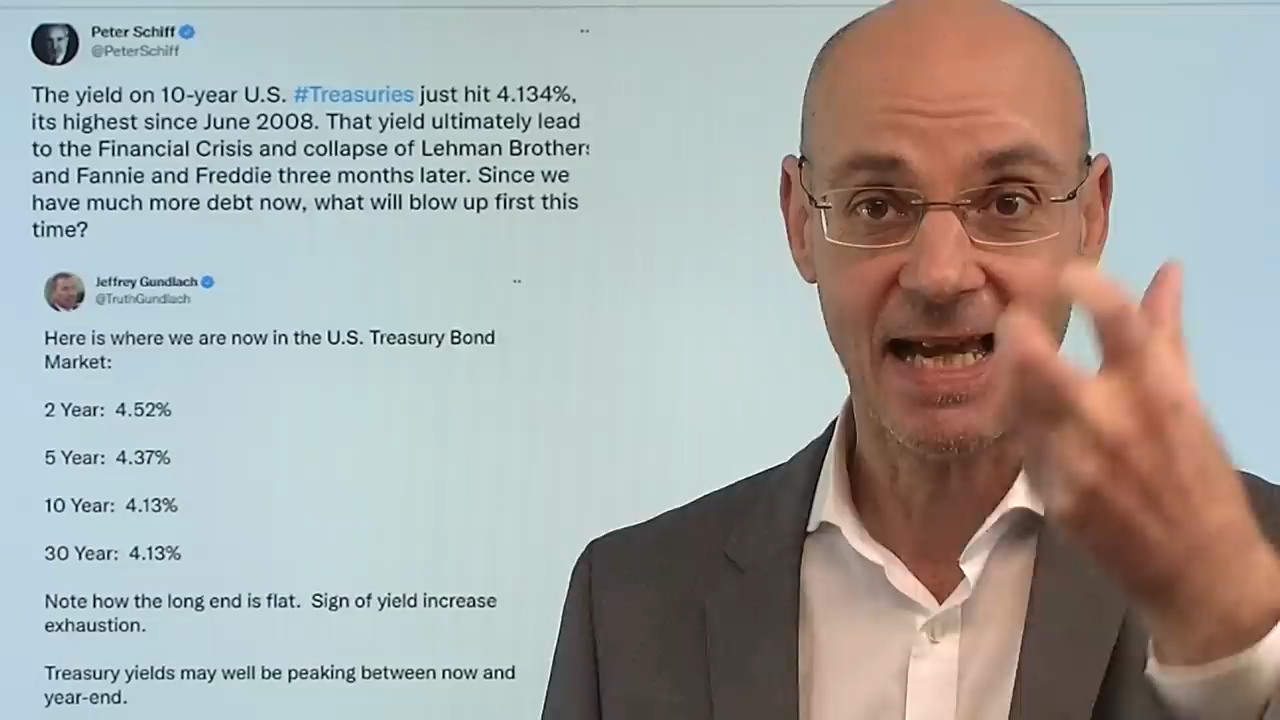 Peter Schiff
@PeterSchiff
The yield on 10-year U.S. #Treasuries just hit 4.134%,
its highest since June 2008. That yield ultimately lead
to the Financial Crisis and collapse of Lehman Brothers
and Fannie and Freddie three months later. Since we
have much more debt now, what will blow up first this
time?
Jeffrey Gundlach
@TruthGundlach
Here is where we are now in the U.S. Treasury Bond
Market:
2 Year: 4.52%
5 Year: 4.37%
10 Year: 4.13%
30 Year: 4.13%
Note how the long end is flat. Sign of yield increase
exhaustion.
Treasury yields may well be peaking between now and
year-end.